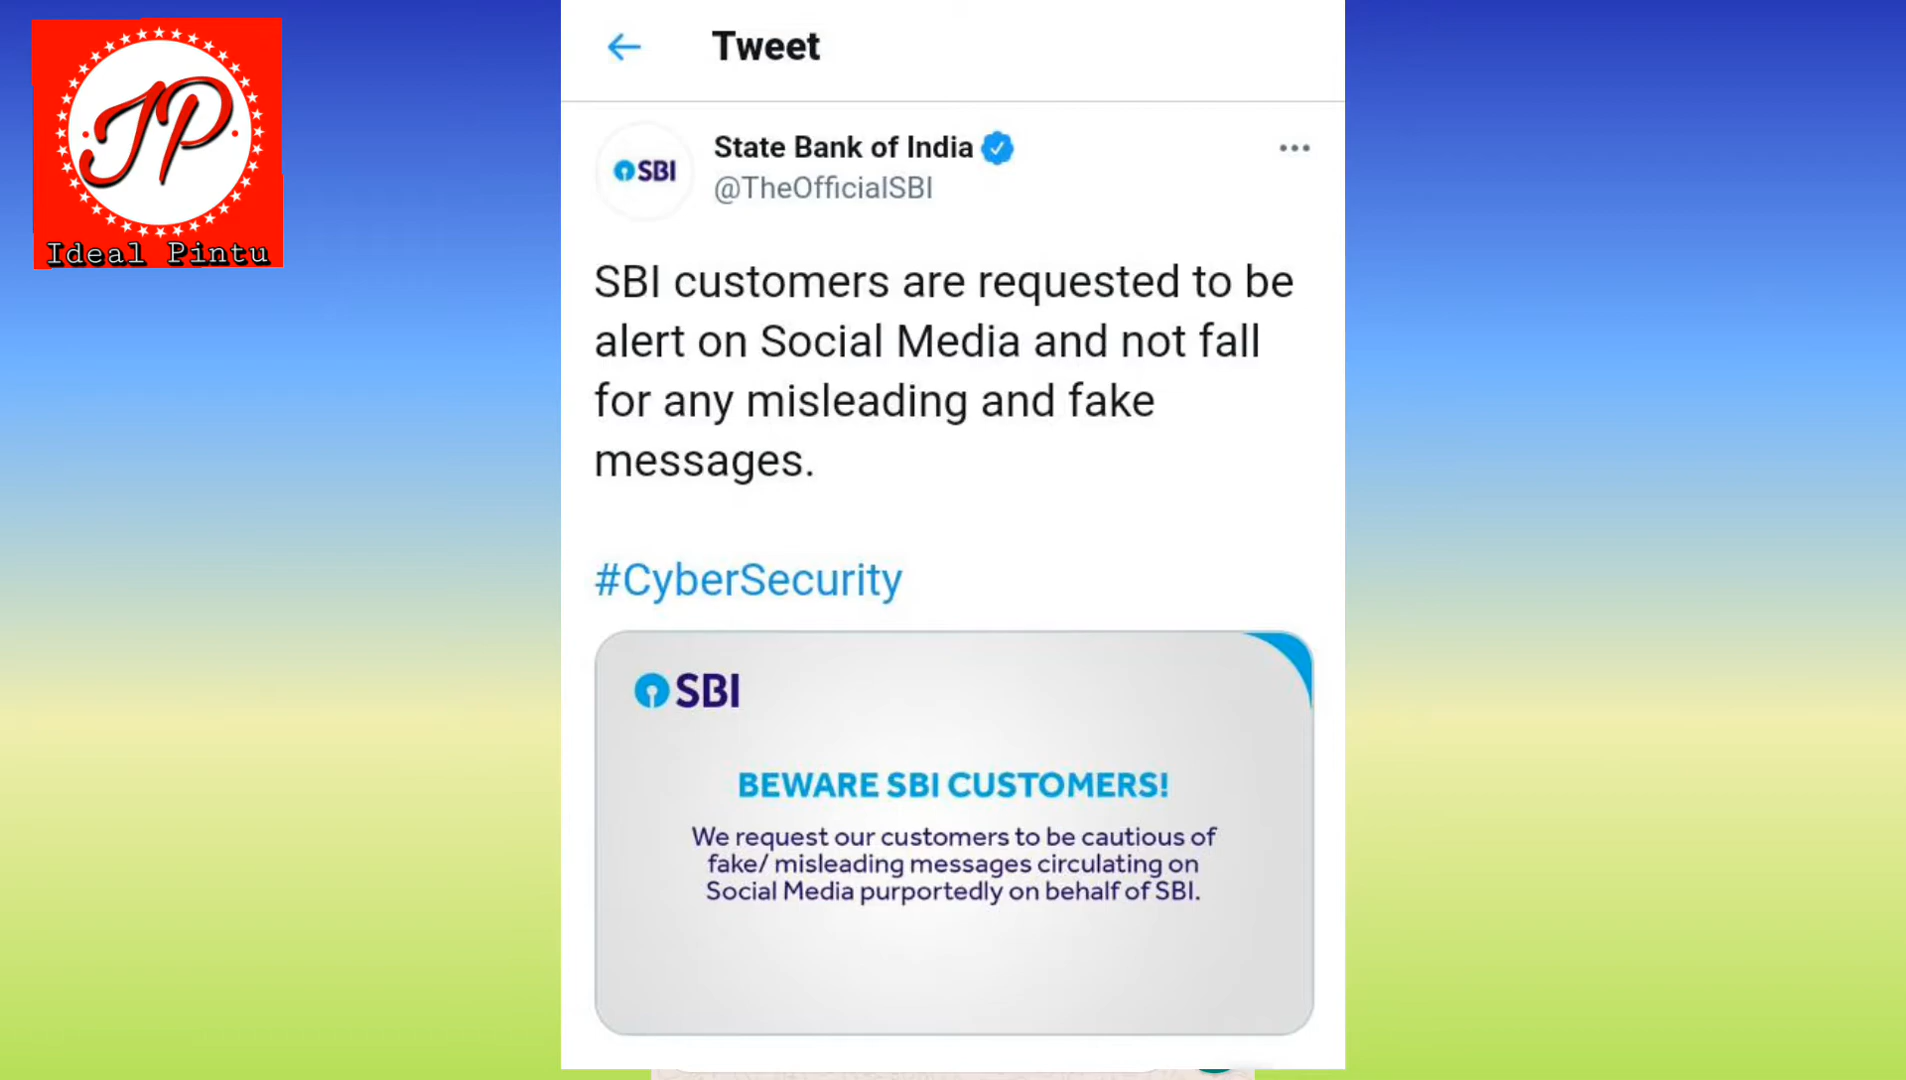 JP
Ideal Pintu
Tweet
SBI
State Bank of India
@TheOfficialSBI
SBI customers are requested to be
alert on Social Media and not fall
for any misleading and fake
messages.
#CyberSecurity
SBI
BEWARE SBI CUSTOMERS!
We request our customers to be cautious of
fake/ misleading messages circulating on
Social Media purportedly on behalf of SBI.